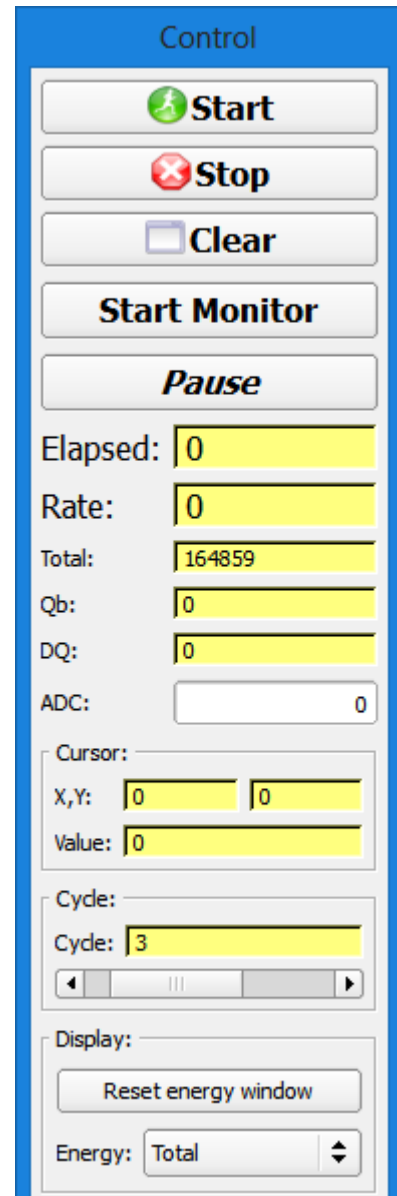 Control
Start
Stop
Clear
Start Monitor
Pause
Elapsed: 0
Rate: 0
Total: 164859
Qb: 0
DQ: 0
ADC: 0
Cursor:
X,Y: 0 0
Value: 0
Cycle:
Cycle: 3
Display:
Reset energy window
Energy: Total